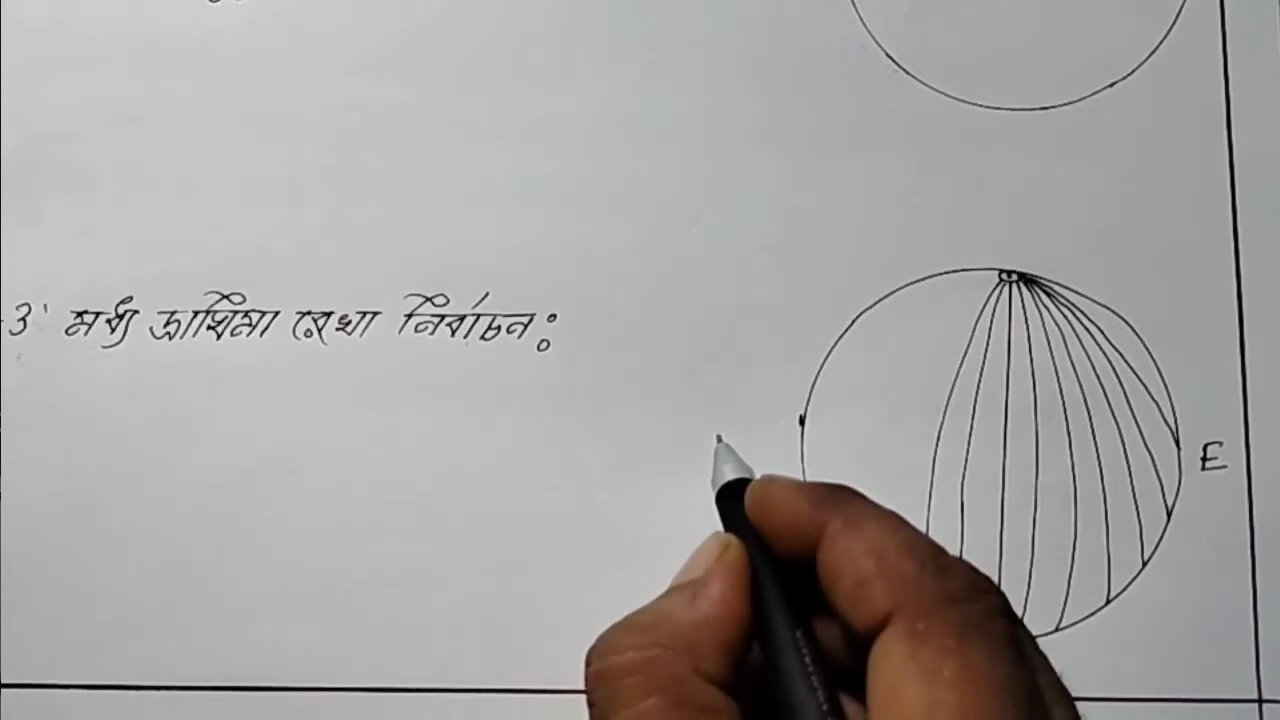 3. মধ্য দ্রাঘিমা রেখা নির্বাচন:
E